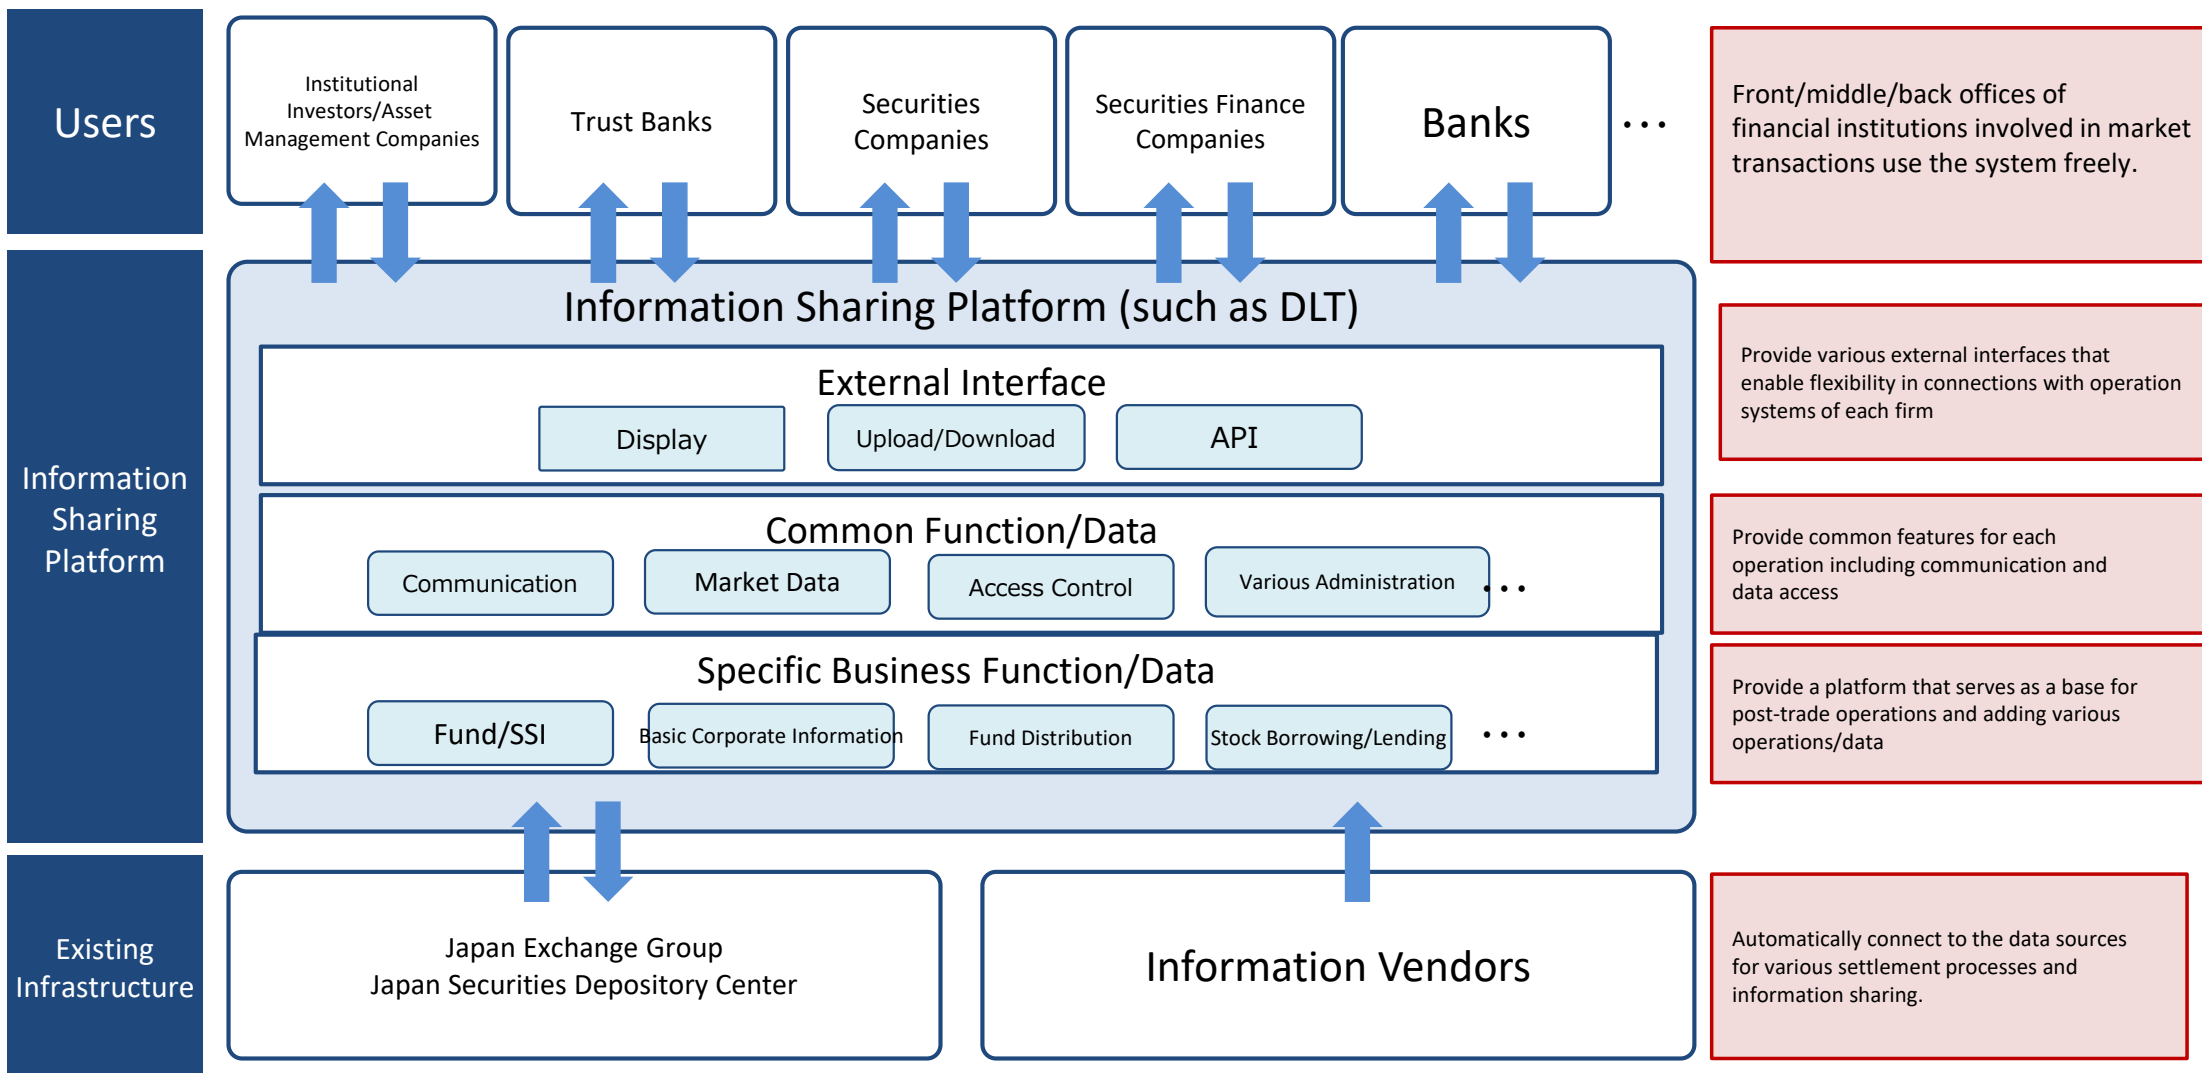 Users
Institutional
Investors/Asset
Management Companies
Trust Banks
Securities
Companies
Securities Finance
Companies
Banks
…
Front/middle/back offices of
financial institutions involved in market
transactions use the system freely.
Information
Sharing
Platform
Information Sharing Platform (such as DLT)
External Interface
Display
Upload/Download
API
Provide various external interfaces that
enable flexibility in connections with operation
systems of each firm
Common Function/Data
Communication
Market Data
Access Control
Various Administration
…
Provide common features for each
operation including communication and
data access
Specific Business Function/Data
Fund/SSI
Basic Corporate Information
Fund Distribution
Stock Borrowing/Lending
…
Provide a platform that serves as a base for
post-trade operations and adding various
operations/data
Existing
Infrastructure
Japan Exchange Group
Japan Securities Depository Center
Information Vendors
Automatically connect to the data sources
for various settlement processes and
information sharing.